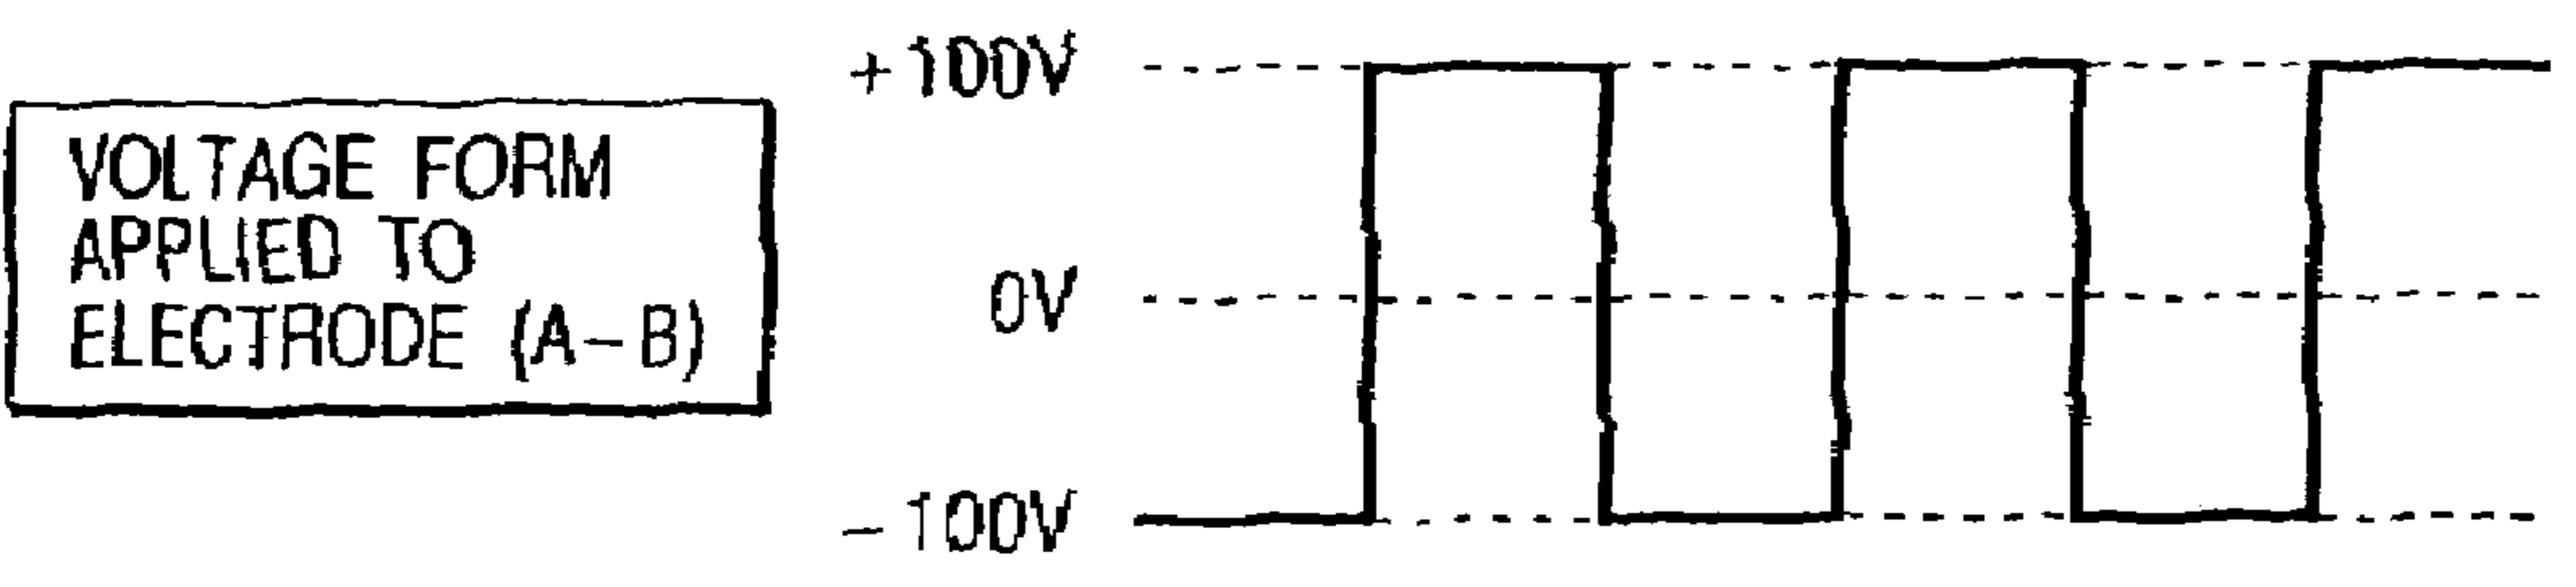 VOLTAGE FORM
APPLIED TO
ELECTRODE (A-B)
+100V
0V
-100V